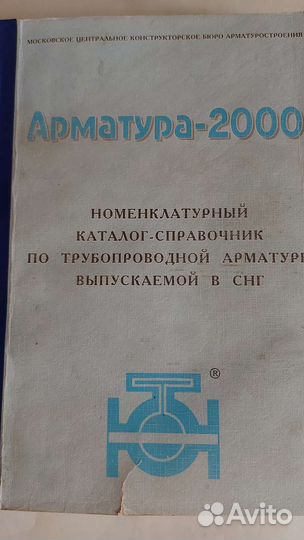 МОСКОВСКОЕ ЦЕНТРАЛЬНОЕ КОНСТРУКТОРСКОЕ БЮРО АРМАТУРОСТРОЕНИЯ
Арматура-2000
НОМЕНКЛАТУРНЫЙ
КАТАЛОГ-СПРАВОЧНИК
ПО ТРУБОПРОВОДНОЙ АРМАТУРЕ
ВЫПУСКАЕМОЙ В СНГ
®
Avito